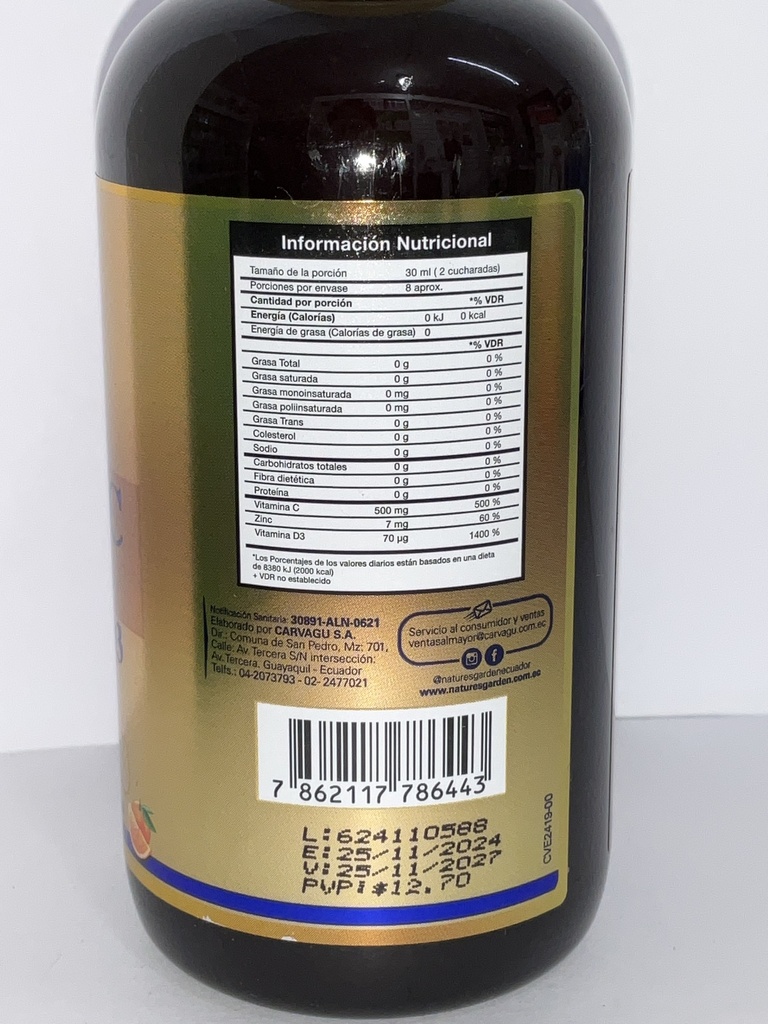 Información Nutricional
Tamaño de la porción 30 ml ( 2 cucharadas)
Porciones por envase 8 aprox.
Cantidad por porción *% VDR
Energía (Calorías) 0 kJ 0 kcal
Energia de grasa (Calorías de grasa) 0
*% VDR
Grasa Total 0 g 0 %
Grasa saturada 0 g 0 %
Grasa monoinsaturada 0 mg 0 %
Grasa poliinsaturada 0 mg 0 %
Grasa Trans 0 g 0 %
Colesterol 0 g 0 %
Sodio 0 g 0 %
Carbohidratos totales 0 g 0 %
Fibra dietética 0 g 0 %
Proteína 0 g 0 %
Vitamina C 500 mg 500 %
Zinc 7 mg 60 %
Vitamina D3 70 µg 1400 %
*Los Porcentajes de los valores diarios están basados en una dieta
de 8380 kJ (2000 kcal)
+ VDR no establecido
Notificación Sanitaria: 30891-ALN-0621
Elaborado por CARVAGU S.A.
Dir.: Comuna de San Pedro, Mz: 701,
Calle: Av. Tercera S/N intersección:
Av. Tercera. Guayaquil - Ecuador
Telfs.: 04-2073793 - 02- 2477021
Servicio al consumidor y ventas
ventasalmayor@carvagu.com.ec
@naturesgardenecuador
www.naturesgarden.com.ec
7 862117 786443
L:624110588
E:25/11/2024
V:25/11/2027
PVP:*12.70
CVE2419-00
C
3